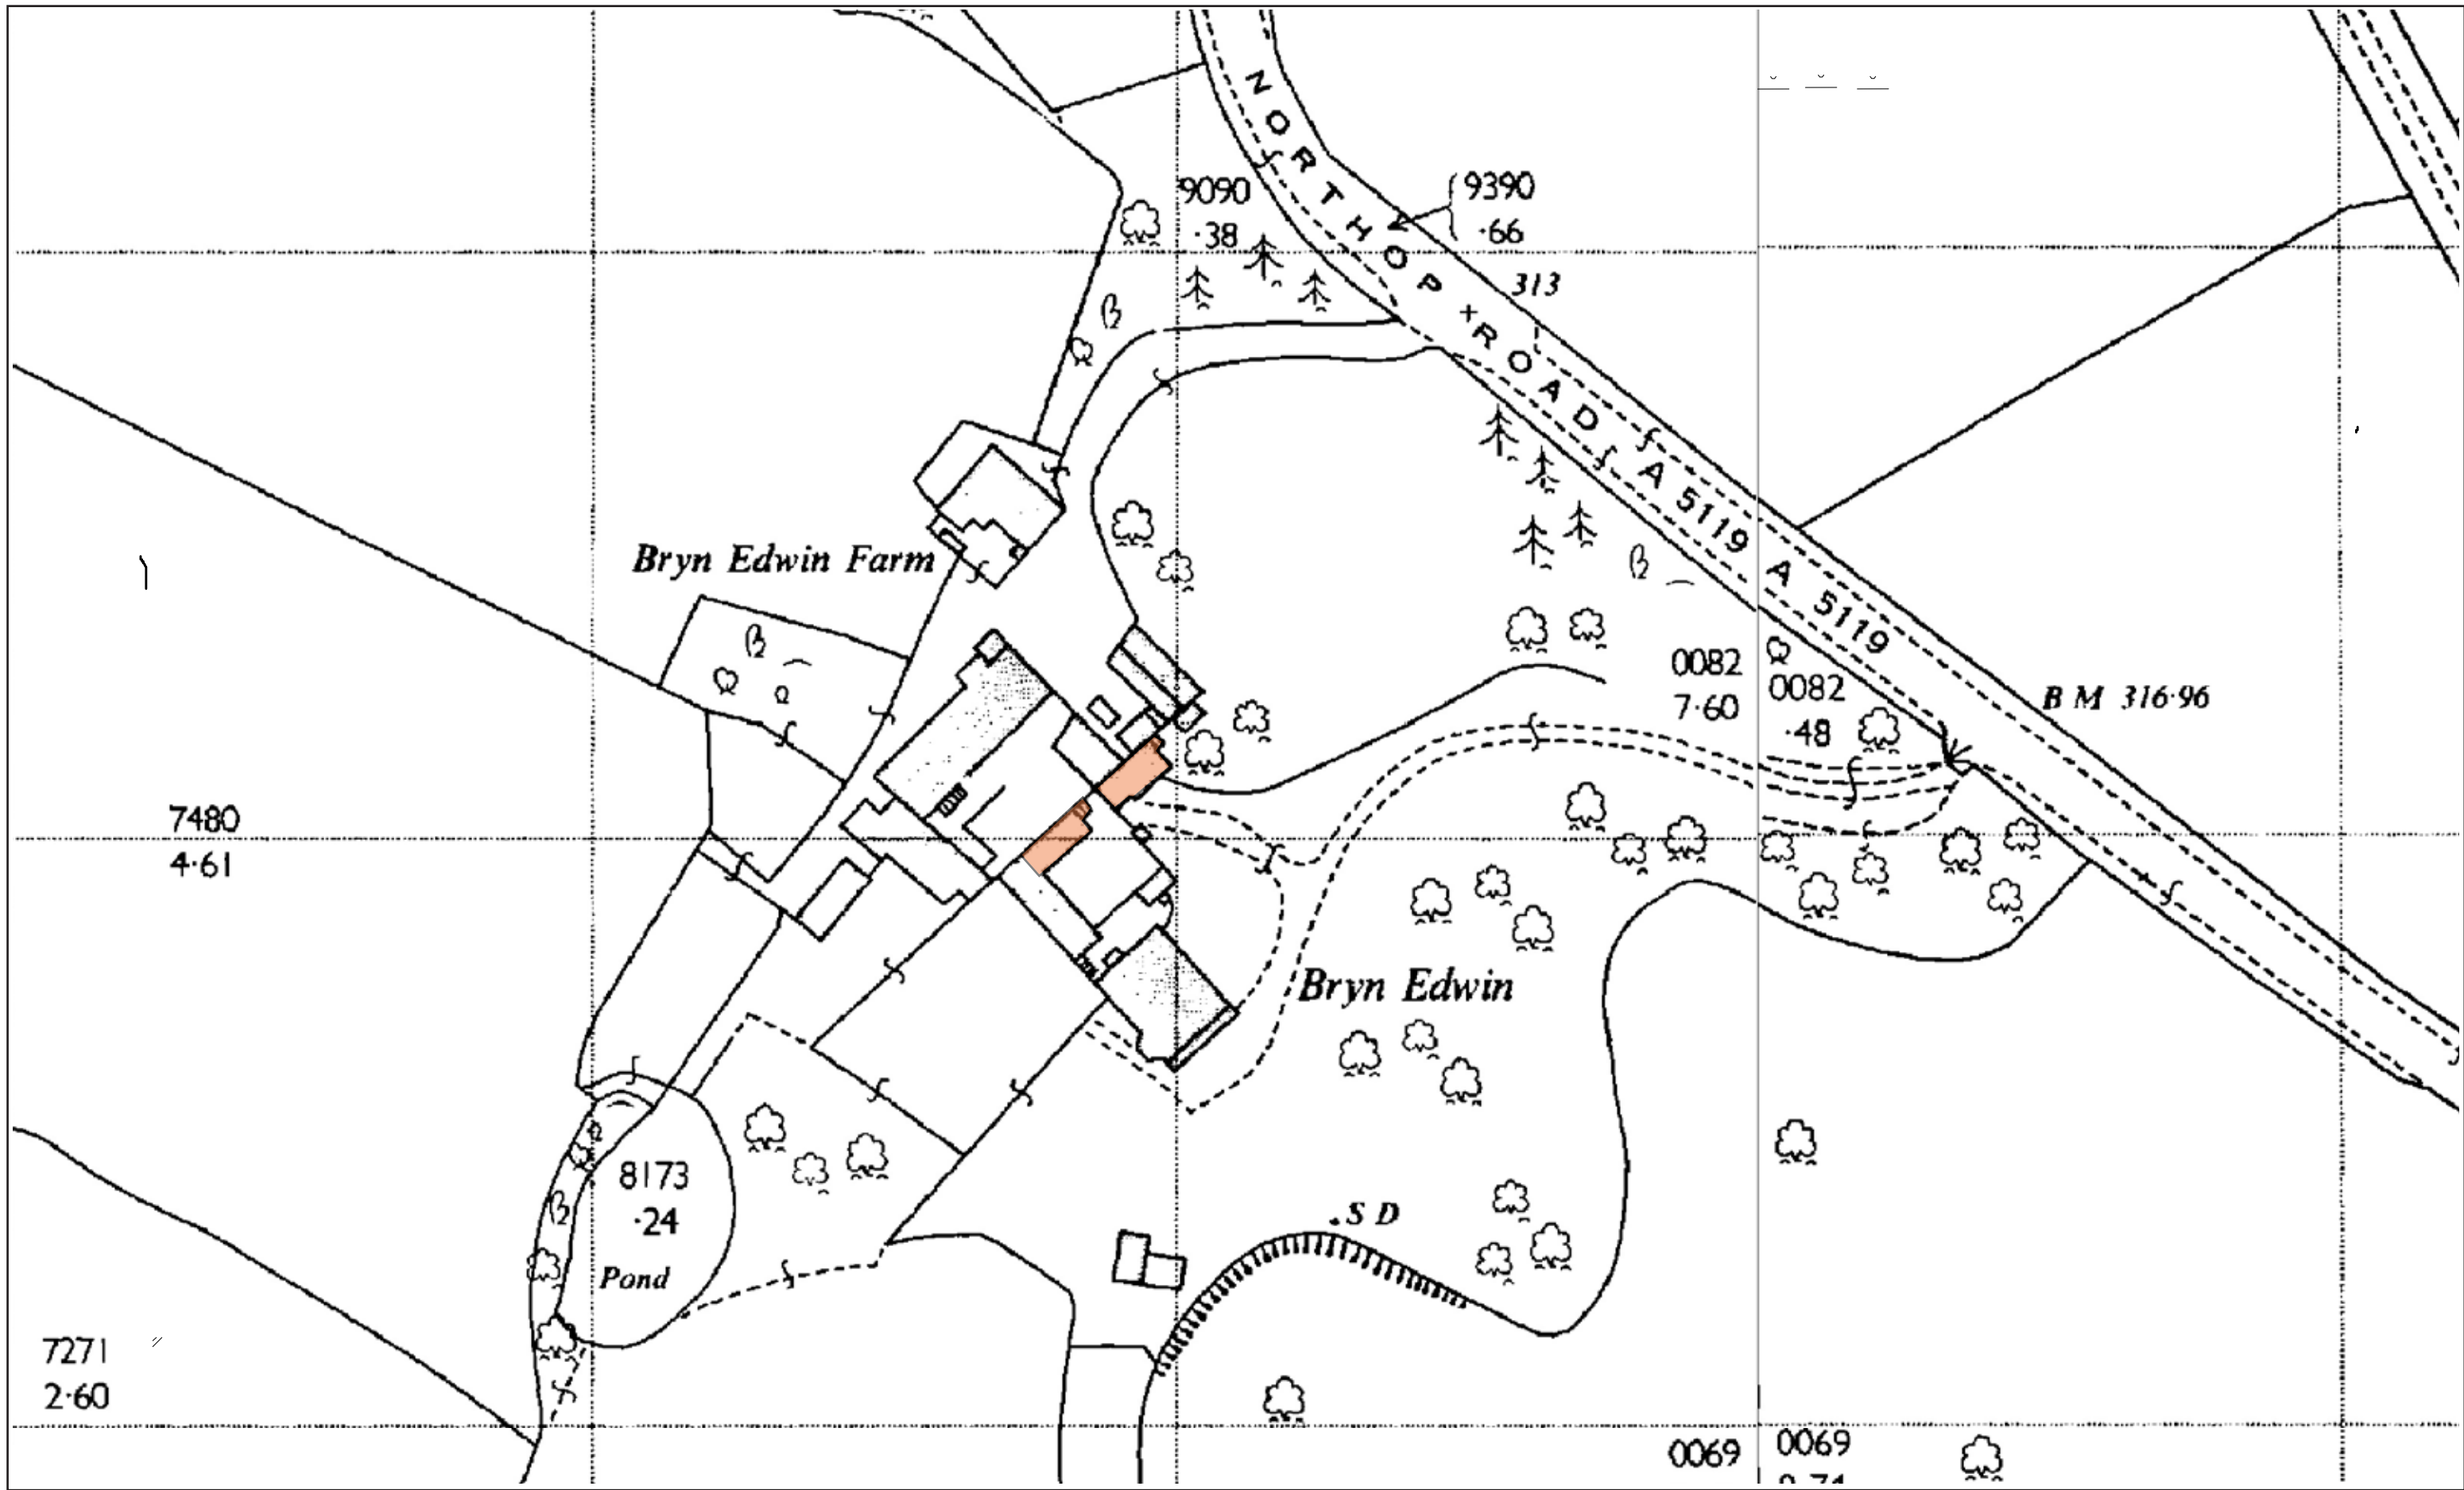 NORTHOP ROAD A 5119
A 5119
9090
·38
9390
·66
313
Bryn Edwin Farm
0082
7·60
0082
·48
B M 316·96
7480
4·61
Bryn Edwin
8173
·24
Pond
S D
7271
2·60
0069
0069